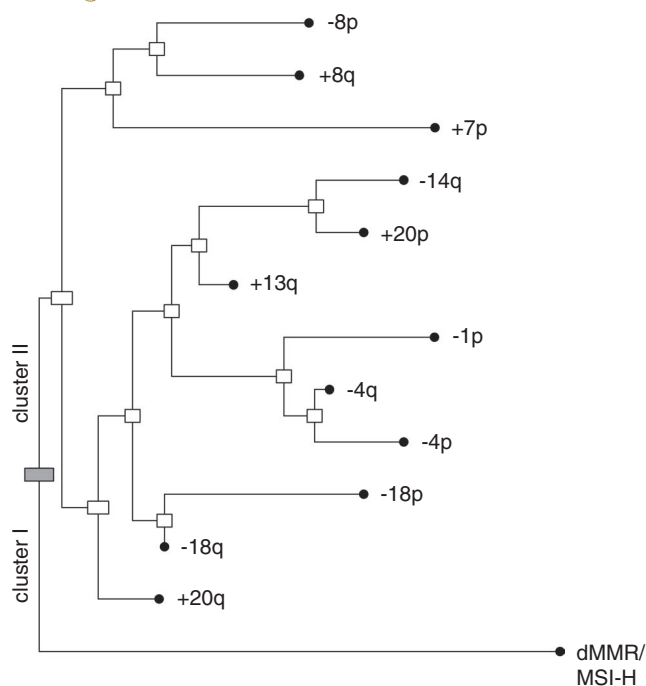 -8p
+8q
+7p
-14q
+20p
+13q
-1p
cluster II
-4q
-4p
-18p
-18q
cluster I
+20q
dMMR/
MSI-H